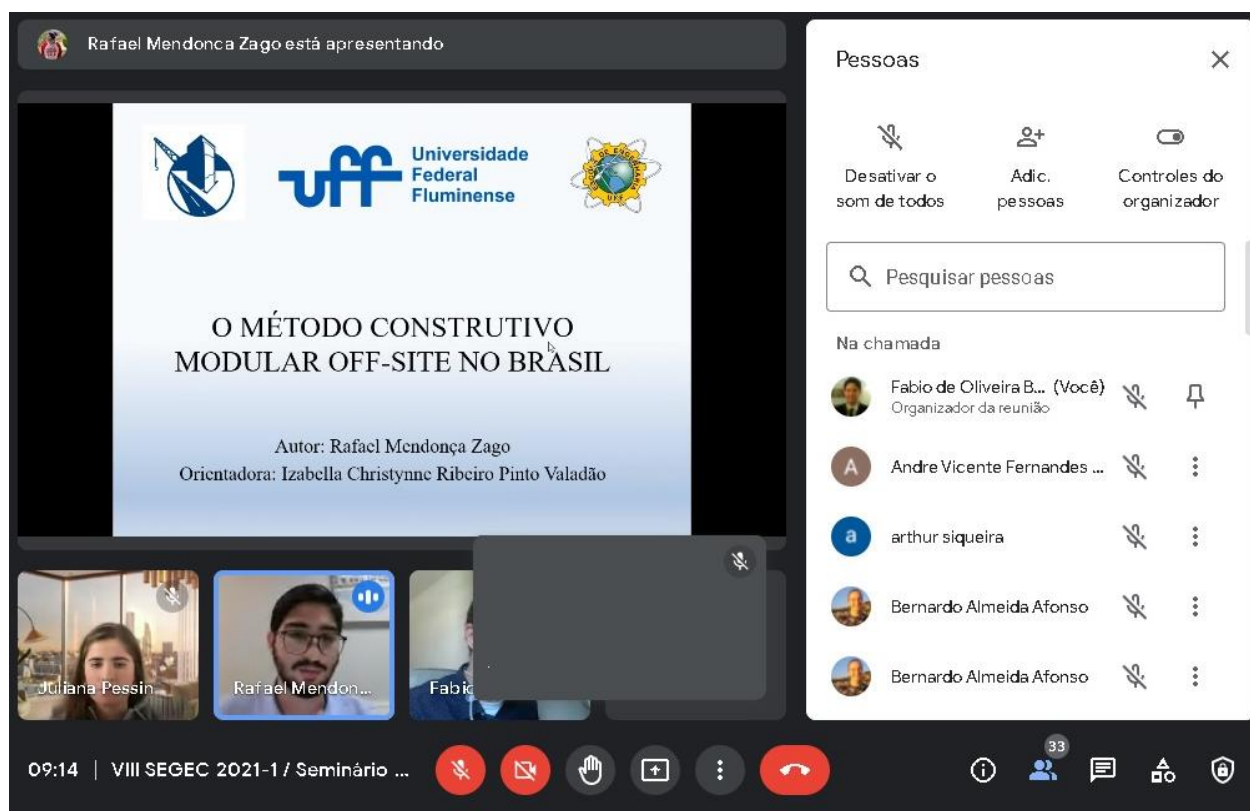 Rafael Mendonca Zago está apresentando
uff
Universidade
Federal
Fluminense
O MÉTODO CONSTRUTIVO
MODULAR OFF-SITE NO BRASIL
Autor: Rafael Mendonça Zago
Orientadora: Izabella Christynne Ribeiro Pinto Valadão
Juliana Pessin
Rafael Mendon...
Fabic
09:14 | VIII SEGEC 2021-1 / Seminário ...
Pessoas
Desativar o
som de todos
Adic.
pessoas
Controles do
organizador
Pesquisar pessoas
Na chamada
Fabio de Oliveira B... (Você)
Organizador da reunião
A
Andre Vicente Fernandes ...
a
arthur siqueira
Bernardo Almeida Afonso
Bernardo Almeida Afonso
33